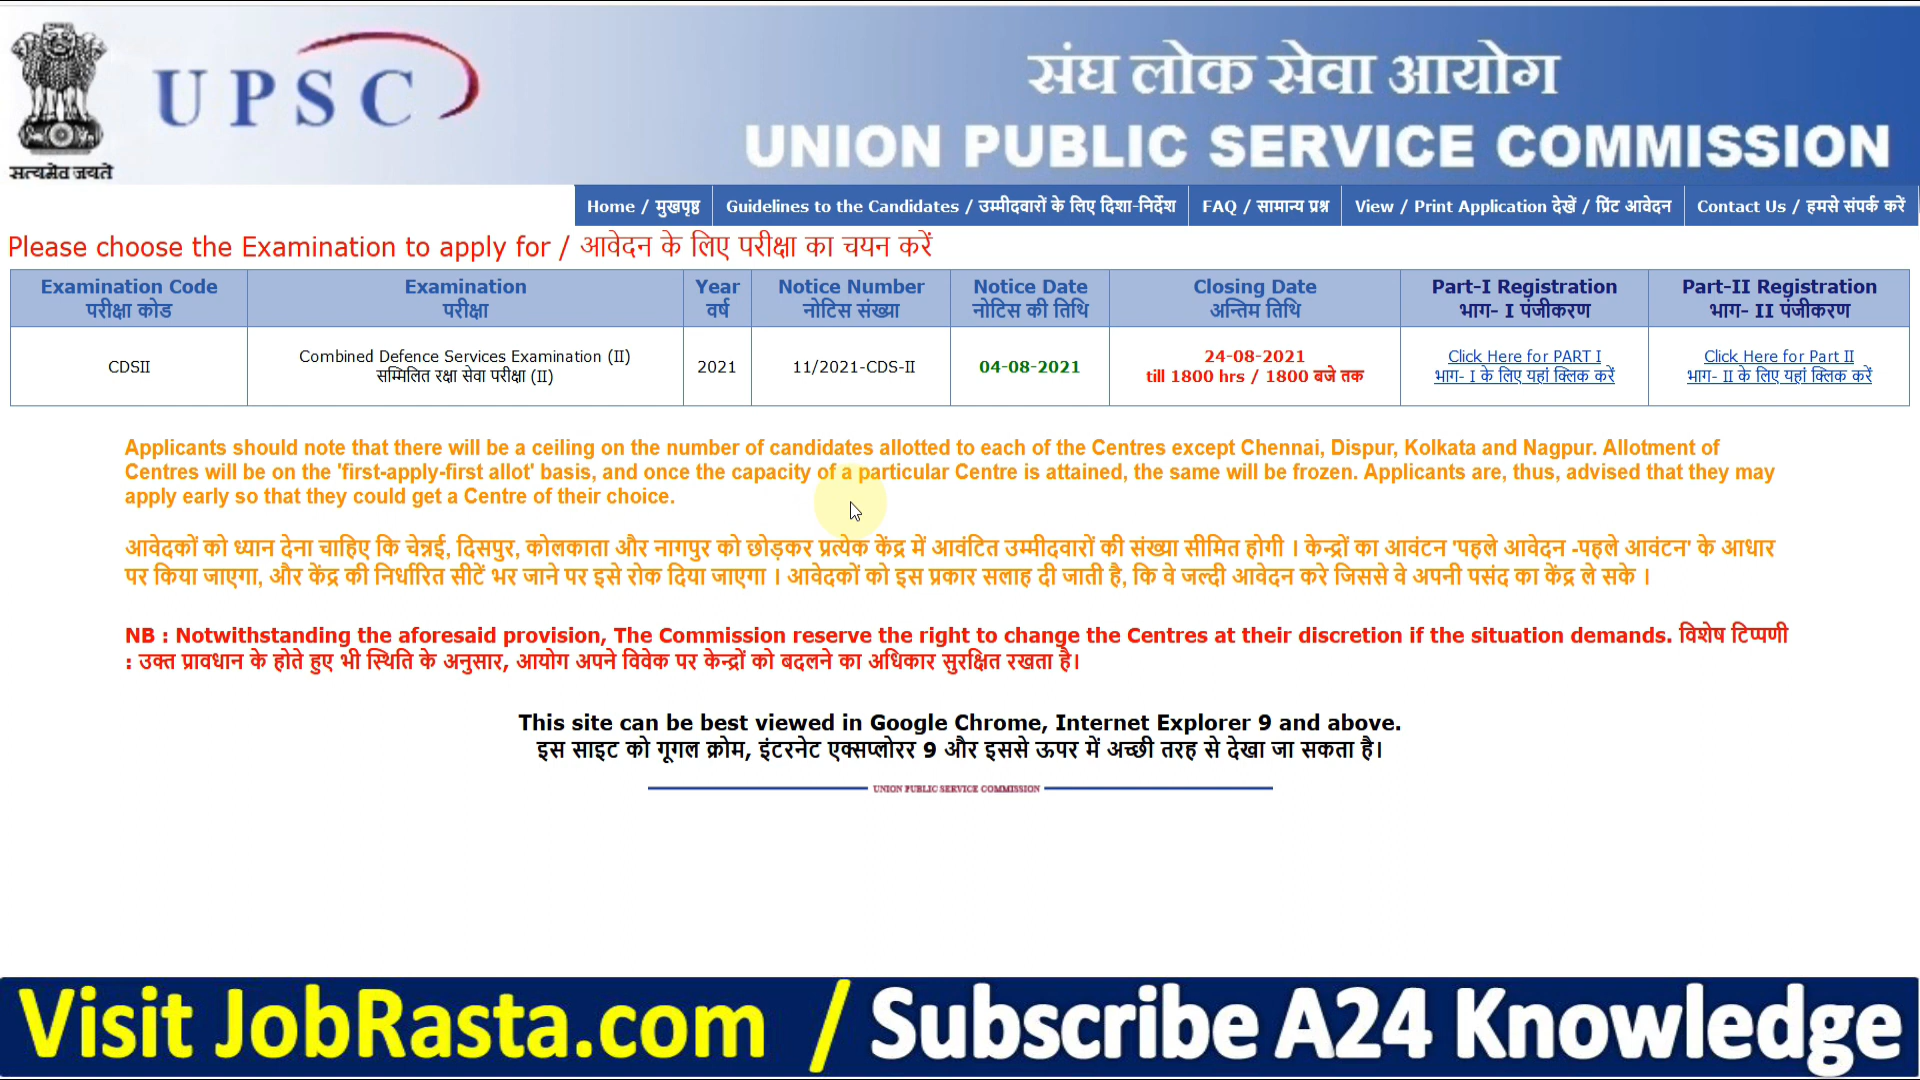 सत्यमेव जयते
UPSC
संघ लोक सेवा आयोग
UNION PUBLIC SERVICE COMMISSION
Home / मुखपृष्ठ Guidelines to the Candidates / उम्मीदवारों के लिए दिशा-निर्देश FAQ / सामान्य प्रश्न View / Print Application देखें / प्रिंट आवेदन Contact Us / हमसे संपर्क करें
Please choose the Examination to apply for / आवेदन के लिए परीक्षा का चयन करें
Examination Code Examination Year Notice Number Notice Date Closing Date Part-I Registration Part-II Registration
परीक्षा कोड परीक्षा वर्ष नोटिस संख्या नोटिस की तिथि अन्तिम तिथि भाग- I पंजीकरण भाग- II पंजीकरण
Combined Defence Services Examination (II) 24-08-2021 Click Here for PART I Click Here for Part II
CDSII 2021 11/2021-CDS-II 04-08-2021
सम्मिलित रक्षा सेवा परीक्षा (II) till 1800 hrs / 1800 बजे तक भाग- I के लिए यहां क्लिक करें भाग- II के लिए यहां क्लिक करें
Applicants should note that there will be a ceiling on the number of candidates allotted to each of the Centres except Chennai, Dispur, Kolkata and Nagpur. Allotment of
Centres will be on the 'first-apply-first allot' basis, and once the capacity of a particular Centre is attained, the same will be frozen. Applicants are, thus, advised that they may
apply early so that they could get a Centre of their choice.
आवेदकों को ध्यान देना चाहिए कि चेन्नई, दिसपुर, कोलकाता और नागपुर को छोड़कर प्रत्येक केंद्र में आवंटित उम्मीदवारों की संख्या सीमित होगी । केन्द्रों का आवंटन 'पहले आवेदन -पहले आवंटन' के आधार
पर किया जाएगा, और केंद्र की निर्धारित सीटें भर जाने पर इसे रोक दिया जाएगा । आवेदकों को इस प्रकार सलाह दी जाती है, कि वे जल्दी आवेदन करे जिससे वे अपनी पसंद का केंद्र ले सके ।
NB : Notwithstanding the aforesaid provision, The Commission reserve the right to change the Centres at their discretion if the situation demands. विशेष टिप्पणी
: उक्त प्रावधान के होते हुए भी स्थिति के अनुसार, आयोग अपने विवेक पर केन्द्रों को बदलने का अधिकार सुरक्षित रखता है।
This site can be best viewed in Google Chrome, Internet Explorer 9 and above.
इस साइट को गूगल क्रोम, इंटरनेट एक्सप्लोरर 9 और इससे ऊपर में अच्छी तरह से देखा जा सकता है।
UNION PUBLIC SERVICE COMMISSION
Visit JobRasta.com / Subscribe A24 Knowledge